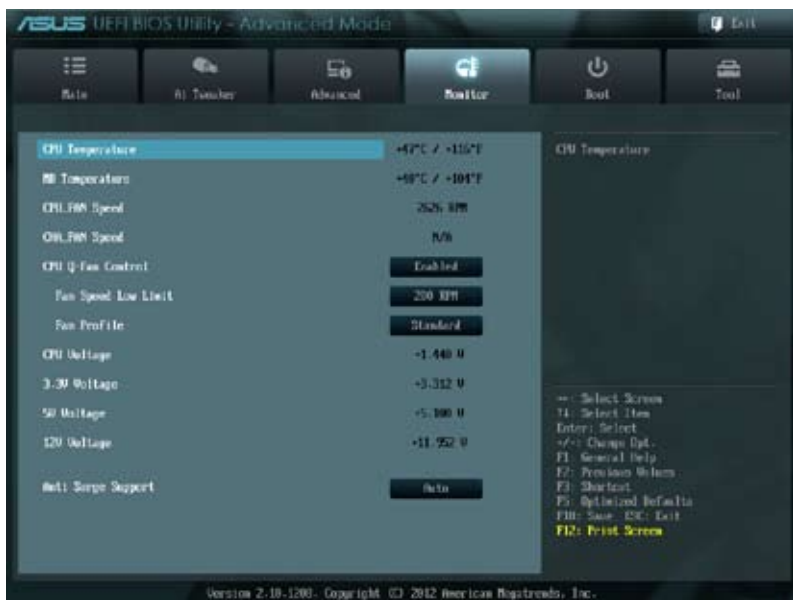 ASUS UEFI BIOS Utility - Advanced Mode
Exit
Main
Ai Tweaker
Advanced
Monitor
Boot
Tool
CPU Temperature +47°C / +116°F
CPU Temperature
MB Temperature +40°C / +104°F
CPU_FAN Speed 2626 RPM
CHA_FAN Speed N/A
CPU Q-Fan Control Enabled
Fan Speed Low Limit 200 RPM
Fan Profile Standard
CPU Voltage +1.440 V
3.3V Voltage +3.312 V
5V Voltage +5.100 V
12V Voltage +11.952 V
Anti Surge Support Auto
: Select Screen
↑↓: Select Item
Enter: Select
+/-: Change Opt.
F1: General Help
F2: Previous Values
F3: Shortcut
F5: Optimized Defaults
F10: Save ESC: Exit
F12: Print Screen
Version 2.10.1208. Copyright (C) 2012 American Megatrends, Inc.